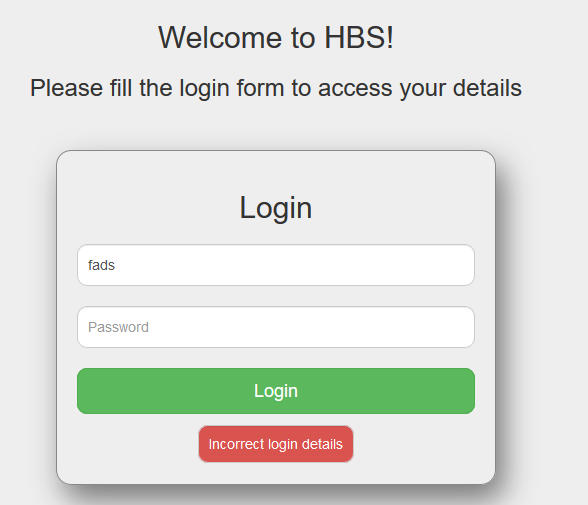 Welcome to HBS!
Please fill the login form to access your details
Login
fads
Password
Login
Incorrect login details